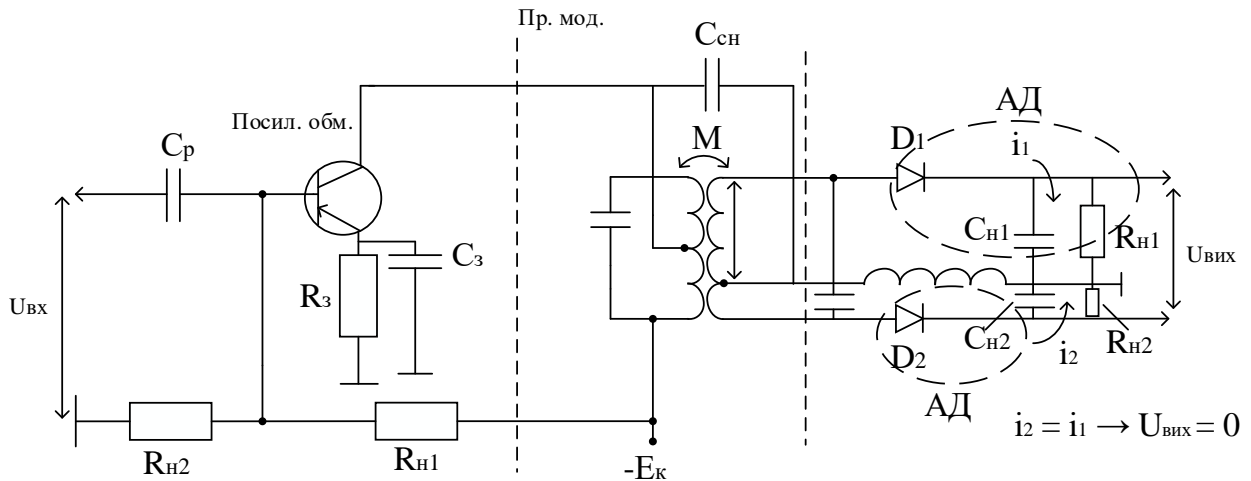 Пр. мод.
Cсн
АД
Посил. обм.
M
D1
i1
Cр
Cн1
Rн1
Cз
Uвих
Rз
Uвх
Cн2
Rн2
D2
i2
АД
i2 = i1 → Uвих = 0
Rн2
Rн1
-Eк